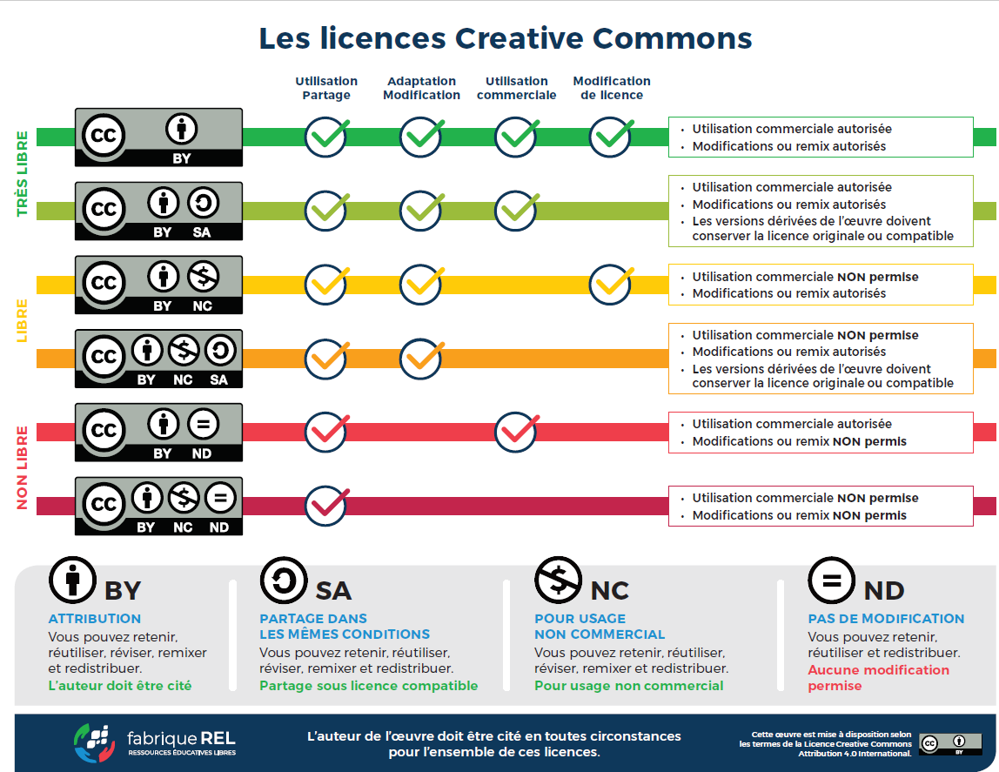 Les licences Creative Commons
Utilisation
Partage
Adaptation
Modification
Utilisation
commerciale
Modification
de licence
TRÈS LIBRE
CC
BY
• Utilisation commerciale autorisée
• Modifications ou remix autorisés
CC
BY SA
• Utilisation commerciale autorisée
• Modifications ou remix autorisés
• Les versions dérivées de l'œuvre doivent
conserver la licence originale ou compatible
LIBRE
CC
BY NC
• Utilisation commerciale NON permise
• Modifications ou remix autorisés
CC
BY NC SA
• Utilisation commerciale NON permise
• Modifications ou remix autorisés
• Les versions dérivées de l'œuvre doivent
conserver la licence originale ou compatible
NON LIBRE
CC
BY ND
• Utilisation commerciale autorisée
• Modifications ou remix NON permis
CC
BY NC ND
• Utilisation commerciale NON permise
• Modifications ou remix NON permis
BY
ATTRIBUTION
Vous pouvez retenir,
réutiliser, réviser, remixer
et redistribuer.
L'auteur doit être cité
SA
PARTAGE DANS
LES MÊMES CONDITIONS
Vous pouvez retenir, réutiliser,
réviser, remixer et redistribuer.
Partage sous licence compatible
NC
POUR USAGE
NON COMMERCIAL
Vous pouvez retenir, réutiliser,
réviser, remixer et redistribuer.
Pour usage non commercial
ND
PAS DE MODIFICATION
Vous pouvez retenir,
réutiliser et redistribuer.
Aucune modification
permise
fabrique REL
RESSOURCES ÉDUCATIVES LIBRES
L'auteur de l'œuvre doit être cité en toutes circonstances
pour l'ensemble de ces licences.
Cette œuvre est mise à disposition selon
les termes de la Licence Creative Commons
Attribution 4.0 International.
CC
BY